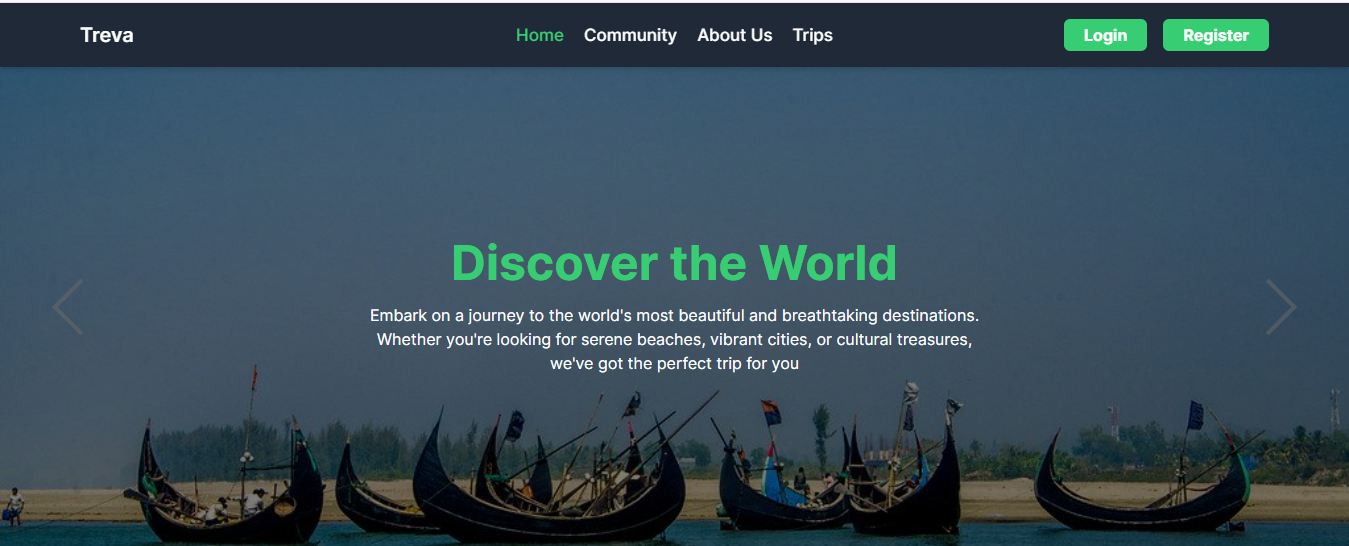 Treva
Home Community About Us Trips
Login Register
Discover the World
Embark on a journey to the world's most beautiful and breathtaking destinations.
Whether you're looking for serene beaches, vibrant cities, or cultural treasures,
we've got the perfect trip for you